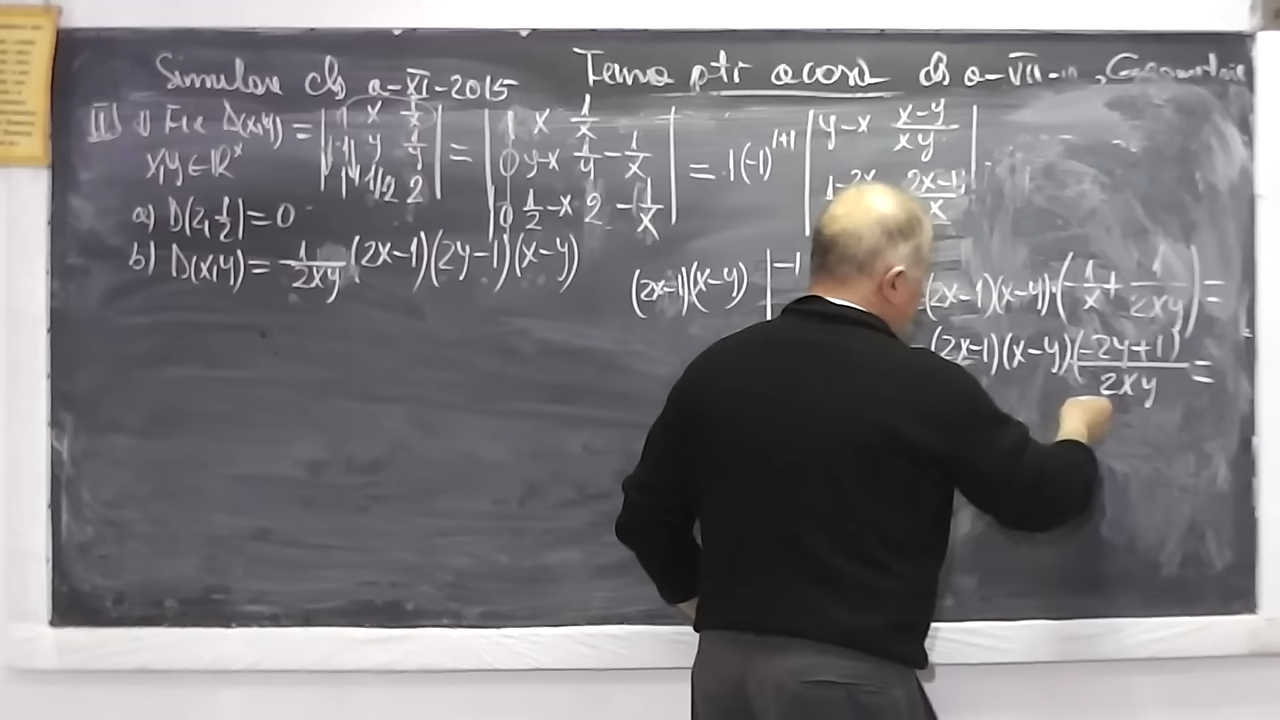 Simulare cls a-XI-2015
Tema ptr acasă cls a-VII-a, Geometrie
II) 1) Fie D(x,y) = | 1 x 1/x ; 1 y 1/y ; 1 1/2 2 | = | 1 x 1/x ; 0 y-x 1/y - 1/x ; 0 1/2 - x 2 - 1/x | = 1(-1)^{1+1} | y-x (x-y)/xy ; 1-2x 2x-1/x |
x,y ∈ R*
a) D(2,1/2) = 0
b) D(x,y) = 1/2xy (2x-1)(2y-1)(x-y)
(2x-1)(x-y) | -1
(2x-1)(x-y)·(-1/x + 1/2xy) =
(2x-1)(x-y)(-2y+1)/2xy =